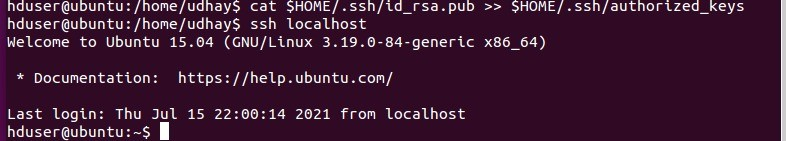 hduser@ubuntu:/home/udhay$ cat $HOME/.ssh/id_rsa.pub >> $HOME/.ssh/authorized_keys
hduser@ubuntu:/home/udhay$ ssh localhost
Welcome to Ubuntu 15.04 (GNU/Linux 3.19.0-84-generic x86_64)
* Documentation:  https://help.ubuntu.com/
Last login: Thu Jul 15 22:00:14 2021 from localhost
hduser@ubuntu:~$